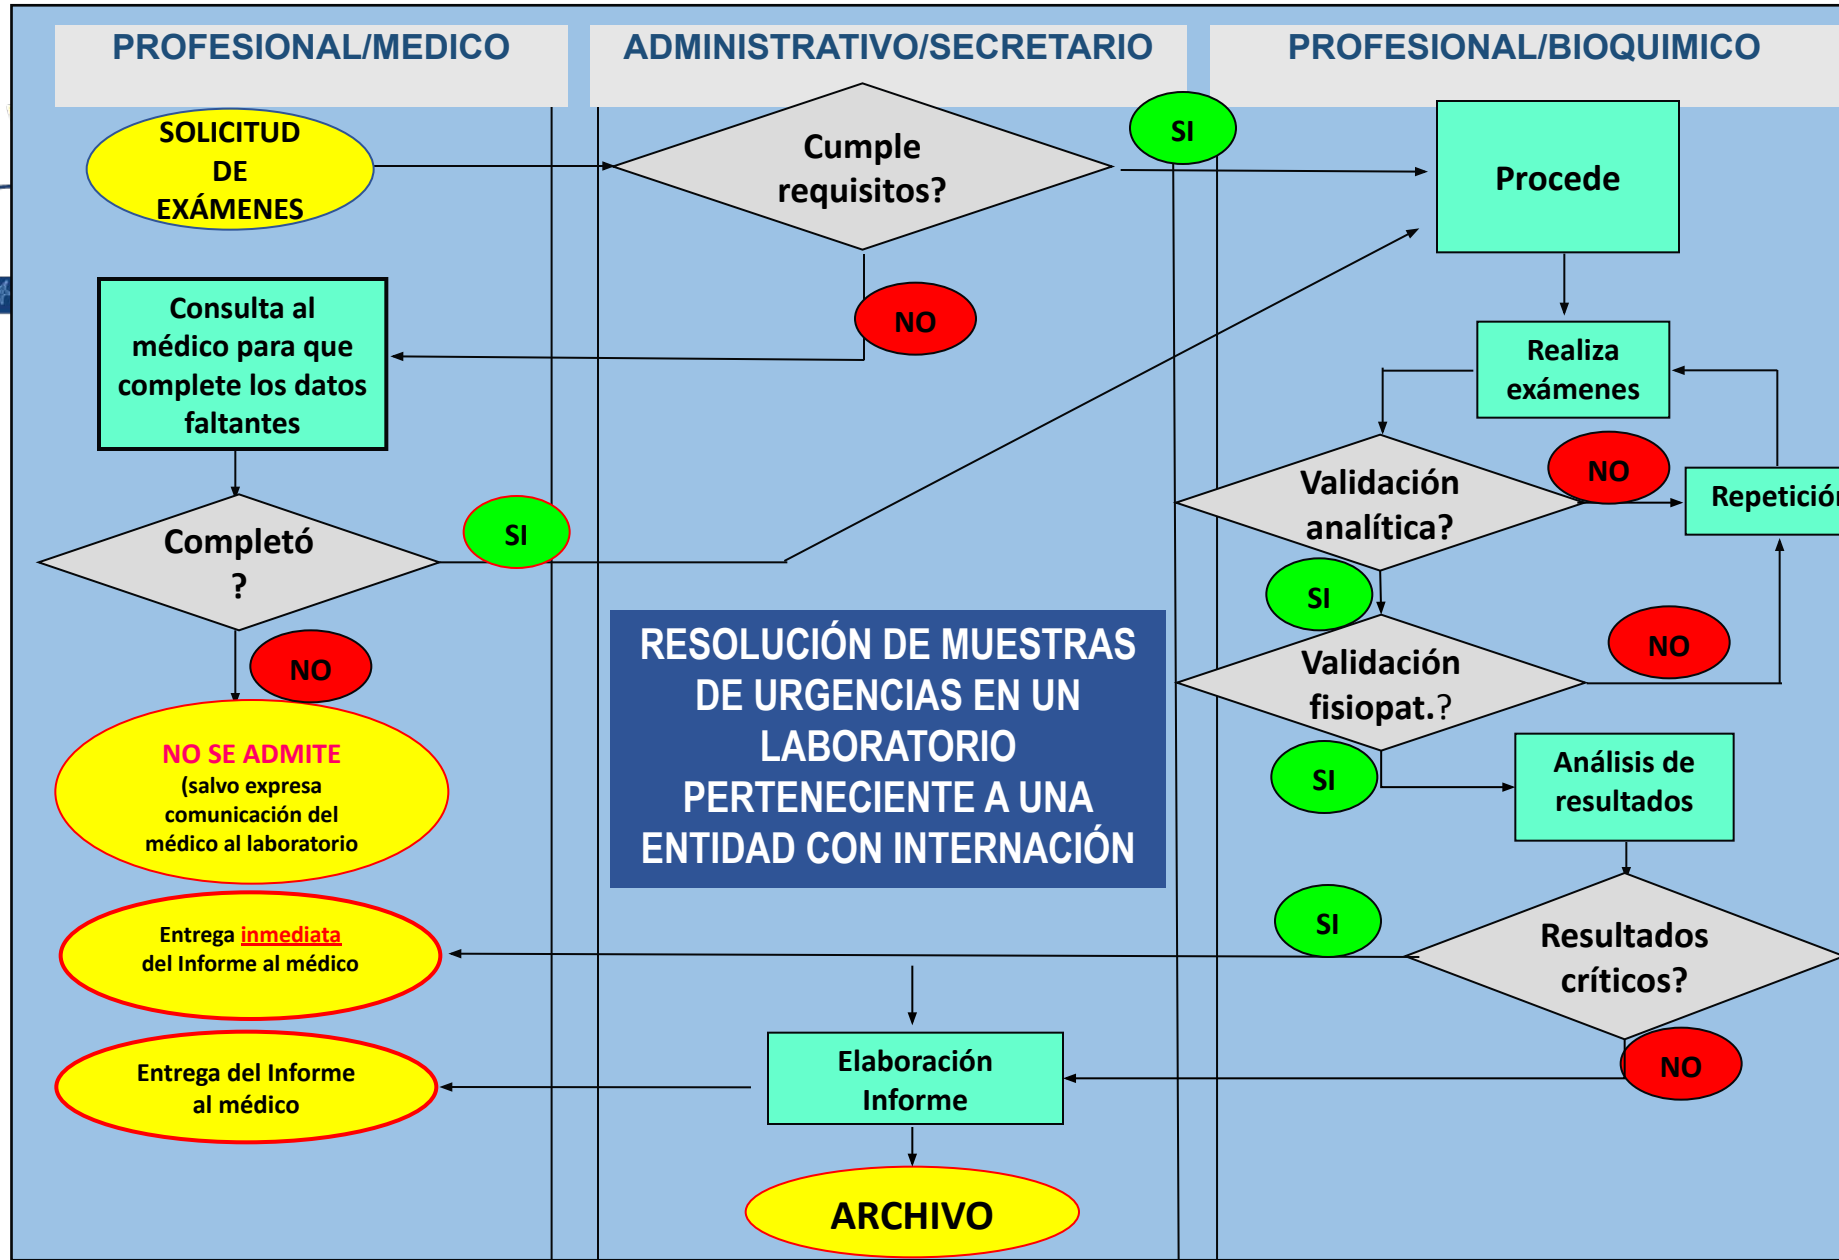 PROFESIONAL/MEDICO
ADMINISTRATIVO/SECRETARIO
PROFESIONAL/BIOQUIMICO
SOLICITUD
DE
EXÁMENES
Cumple
requisitos?
SI
Procede
NO
Consulta al
médico para que
complete los datos
faltantes
Realiza
exámenes
Completó
?
SI
Validación
analítica?
NO
Repetición
SI
NO
NO SE ADMITE
(salvo expresa
comunicación del
médico al laboratorio
RESOLUCIÓN DE MUESTRAS
DE URGENCIAS EN UN
LABORATORIO
PERTENECIENTE A UNA
ENTIDAD CON INTERNACIÓN
Validación
fisiopat.?
NO
SI
Análisis de
resultados
SI
Resultados
críticos?
Entrega inmediata
del Informe al médico
NO
Elaboración
Informe
Entrega del Informe
al médico
ARCHIVO